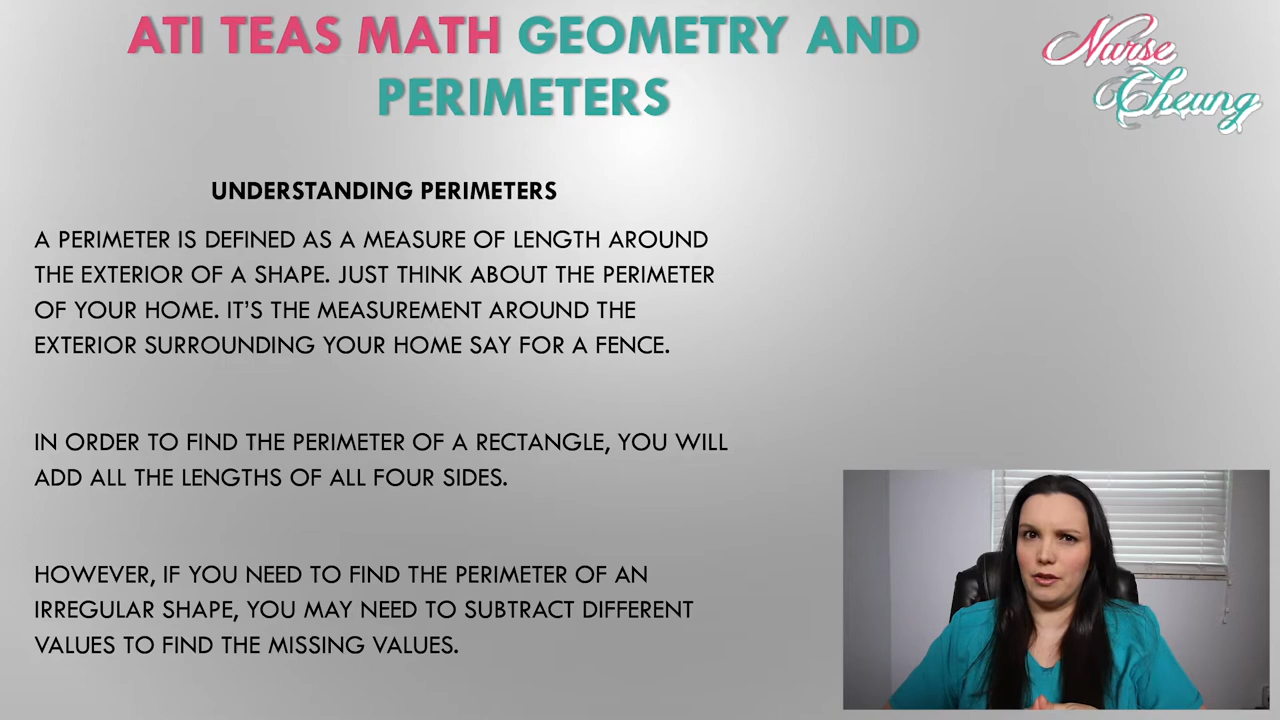 ATI TEAS MATH GEOMETRY AND
PERIMETERS
Nurse
Cheung
UNDERSTANDING PERIMETERS
A PERIMETER IS DEFINED AS A MEASURE OF LENGTH AROUND
THE EXTERIOR OF A SHAPE. JUST THINK ABOUT THE PERIMETER
OF YOUR HOME. IT’S THE MEASUREMENT AROUND THE
EXTERIOR SURROUNDING YOUR HOME SAY FOR A FENCE.
IN ORDER TO FIND THE PERIMETER OF A RECTANGLE, YOU WILL
ADD ALL THE LENGTHS OF ALL FOUR SIDES.
HOWEVER, IF YOU NEED TO FIND THE PERIMETER OF AN
IRREGULAR SHAPE, YOU MAY NEED TO SUBTRACT DIFFERENT
VALUES TO FIND THE MISSING VALUES.